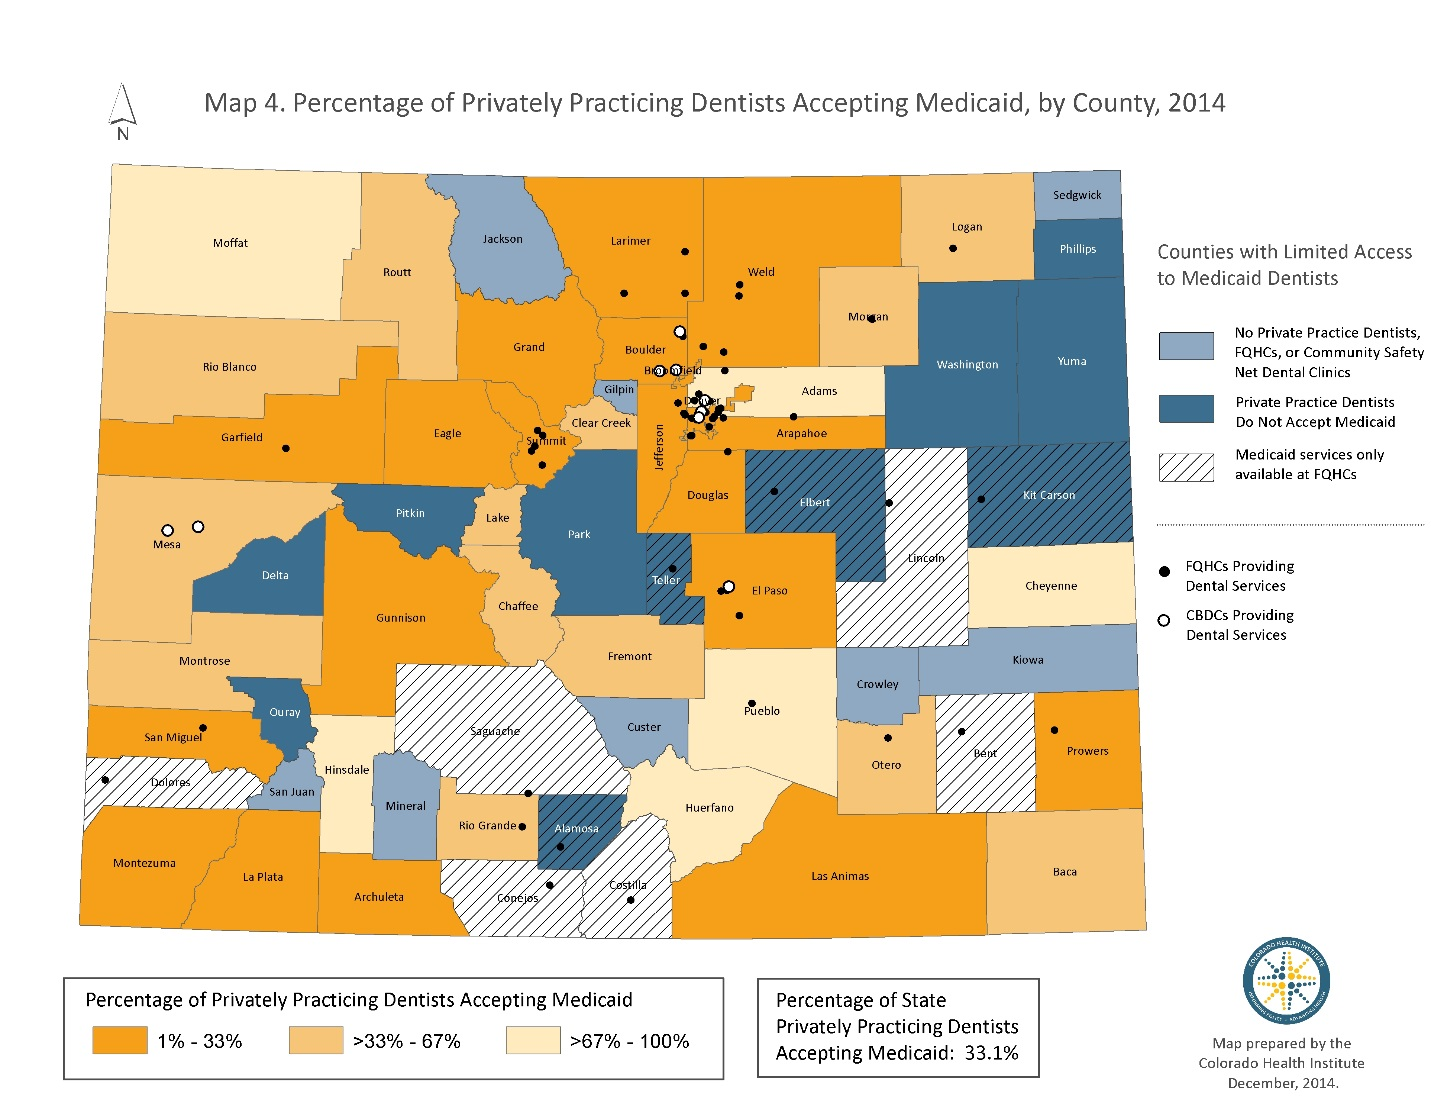 Map 4. Percentage of Privately Practicing Dentists Accepting Medicaid, by County, 2014
N
Sedgwick
Moffat
Jackson
Larimer
Logan
Phillips
Routt
Weld
Morgan
Rio Blanco
Grand
Boulder
Broomfield
Washington
Yuma
Gilpin
Adams
Denver
Clear Creek
Garfield
Eagle
Summit
Jefferson
Arapahoe
Pitkin
Lake
Douglas
Elbert
Kit Carson
Mesa
Park
Lincoln
Delta
Teller
El Paso
Cheyenne
Gunnison
Chaffee
Montrose
Fremont
Kiowa
Crowley
Ouray
Pueblo
San Miguel
Saguache
Custer
Bent
Prowers
Otero
Dolores
San Juan
Hinsdale
Mineral
Huerfano
Rio Grande
Alamosa
Montezuma
La Plata
Archuleta
Conejos
Costilla
Las Animas
Baca
Counties with Limited Access
to Medicaid Dentists
No Private Practice Dentists,
FQHCs, or Community Safety
Net Dental Clinics
Private Practice Dentists
Do Not Accept Medicaid
Medicaid services only
available at FQHCs
FQHCs Providing
Dental Services
CBDCs Providing
Dental Services
Percentage of Privately Practicing Dentists Accepting Medicaid
1% - 33%
>33% - 67%
>67% - 100%
Percentage of State
Privately Practicing Dentists
Accepting Medicaid: 33.1%
COLORADO HEALTH INSTITUTE
Map prepared by the
Colorado Health Institute
December, 2014.